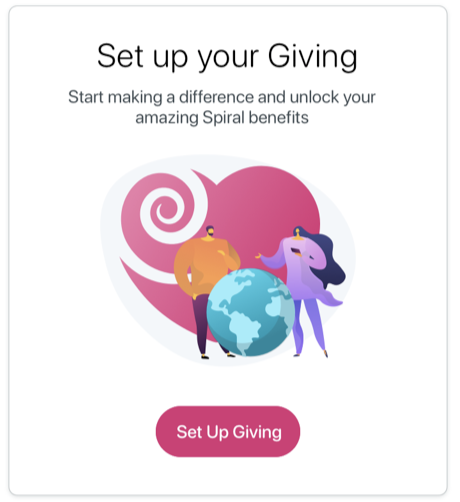 Set up your Giving
Start making a difference and unlock your
amazing Spiral benefits
Set Up Giving